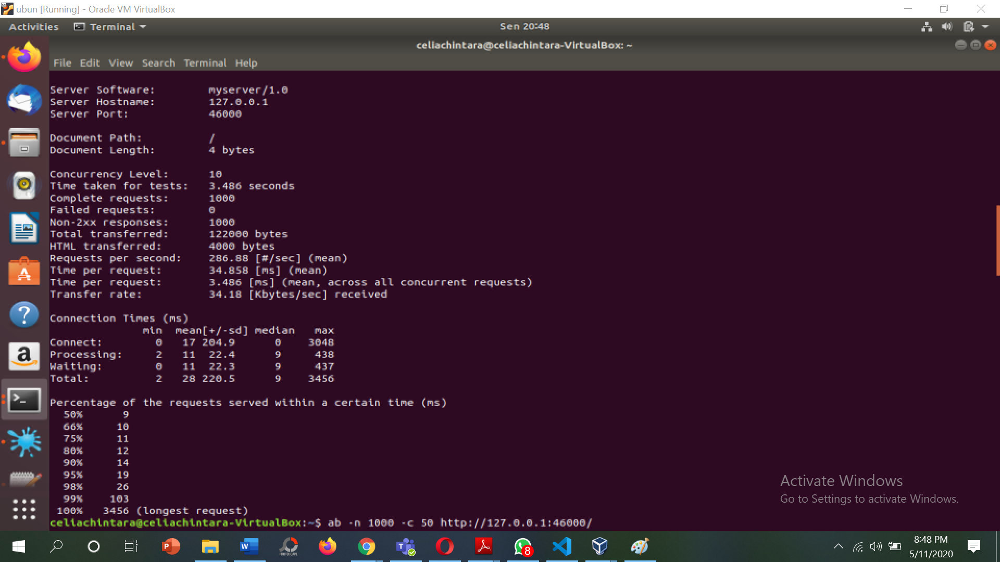 ubun [Running] - Oracle VM VirtualBox
Activities Terminal Sen 20:48
celiachintara@celiachintara-VirtualBox: ~
File Edit View Search Terminal Help
Server Software: myserver/1.0
Server Hostname: 127.0.0.1
Server Port: 46000
Document Path: /
Document Length: 4 bytes
Concurrency Level: 10
Time taken for tests: 3.486 seconds
Complete requests: 1000
Failed requests: 0
Non-2xx responses: 1000
Total transferred: 122000 bytes
HTML transferred: 4000 bytes
Requests per second: 286.88 [#/sec] (mean)
Time per request: 34.858 [ms] (mean)
Time per request: 3.486 [ms] (mean, across all concurrent requests)
Transfer rate: 34.18 [Kbytes/sec] received
Connection Times (ms)
min mean[+/-sd] median max
Connect: 0 17 204.9 0 3048
Processing: 2 11 22.4 9 438
Waiting: 0 11 22.3 9 437
Total: 2 28 220.5 9 3456
Percentage of the requests served within a certain time (ms)
50% 9
66% 10
75% 11
80% 12
90% 14
95% 19
98% 26
99% 103
100% 3456 (longest request)
celiachintara@celiachintara-VirtualBox:~$ ab -n 1000 -c 50 http://127.0.0.1:46000/
Activate Windows
Go to Settings to activate Windows.
PHOTOSCAPE
8
8:48 PM
5/11/2020